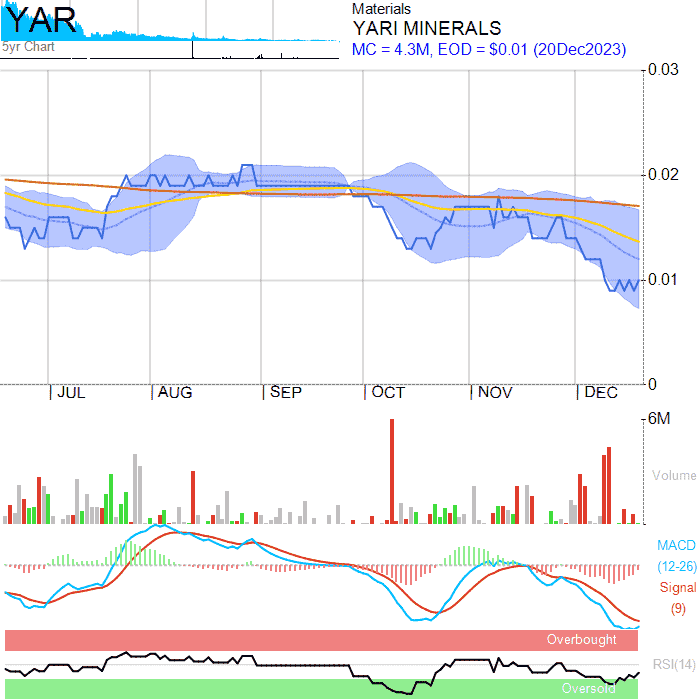 YAR
5yr Chart
Materials
YARI MINERALS
MC = 4.3M, EOD = $0.01 (20Dec2023)
0.03
0.02
0.01
0
JUL AUG SEP OCT NOV DEC
6M
Volume
MACD
(12-26)
Signal
(9)
Overbought
RSI(14)
Oversold